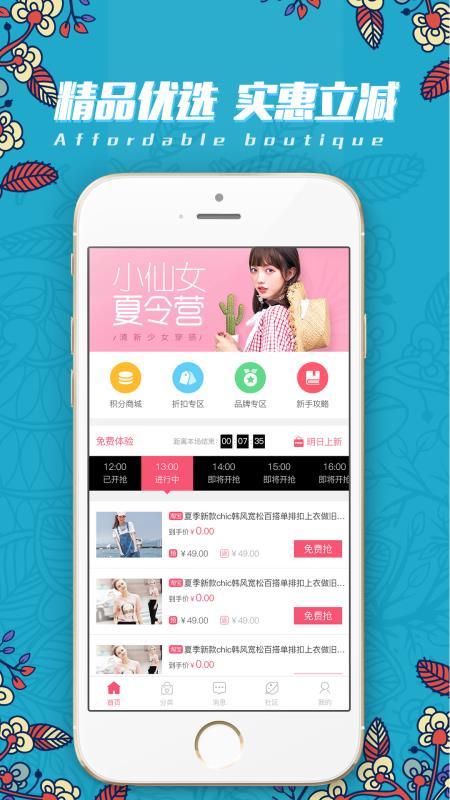 精品优选 实惠立减
Affordable boutique
小仙女
夏令营
/清新少女穿搭/
积分商城 折扣专区 品牌专区 新手攻略
免费体验 距离本场结束: 00:07:35 明日上新
12:00 13:00 14:00 15:00 16:00
已开抢 进行中 即将开抢 即将开抢 即将开抢
淘宝 夏季新款chic韩风宽松百搭单排扣上衣做旧...
到手价 ¥0.00
¥49.00 返 ¥49.00 免费抢
淘宝 夏季新款chic韩风宽松百搭单排扣上衣做旧...
到手价 ¥0.00
¥49.00 返 ¥49.00 免费抢
淘宝 夏季新款chic韩风宽松百搭单排扣上衣做旧...
到手价 ¥0.00
首页 分类 消息 社区 我的